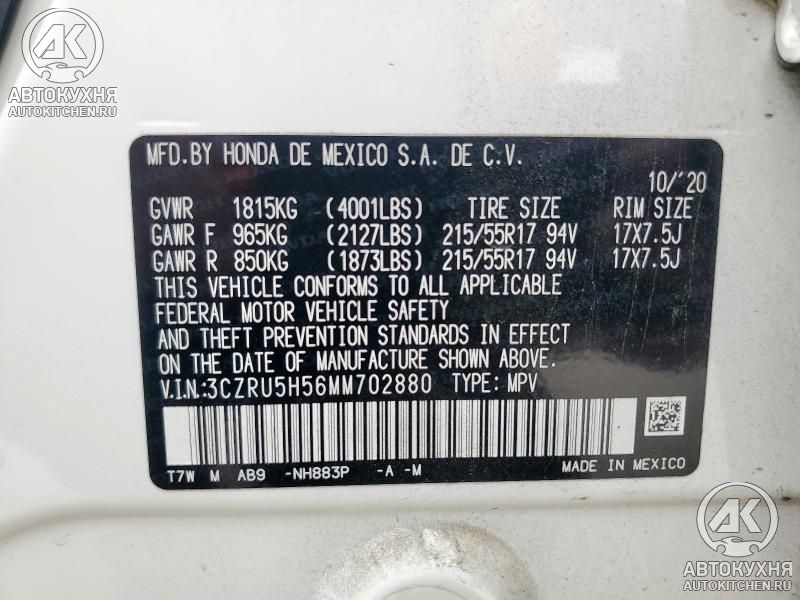 AK
АВТОКУХНЯ
AUTOKITCHEN.RU
MFD.BY HONDA DE MEXICO S.A. DE C.V.
10/'20
GVWR 1815KG (4001LBS) TIRE SIZE RIM SIZE
GAWR F 965KG (2127LBS) 215/55R17 94V 17X7.5J
GAWR R 850KG (1873LBS) 215/55R17 94V 17X7.5J
THIS VEHICLE CONFORMS TO ALL APPLICABLE
FEDERAL MOTOR VEHICLE SAFETY
AND THEFT PREVENTION STANDARDS IN EFFECT
ON THE DATE OF MANUFACTURE SHOWN ABOVE.
V.I.N.:3CZRU5H56MM702880 TYPE: MPV
T7W M AB9 -NH883P -A -M MADE IN MEXICO
AK
АВТОКУХНЯ
AUTOKITCHEN.RU